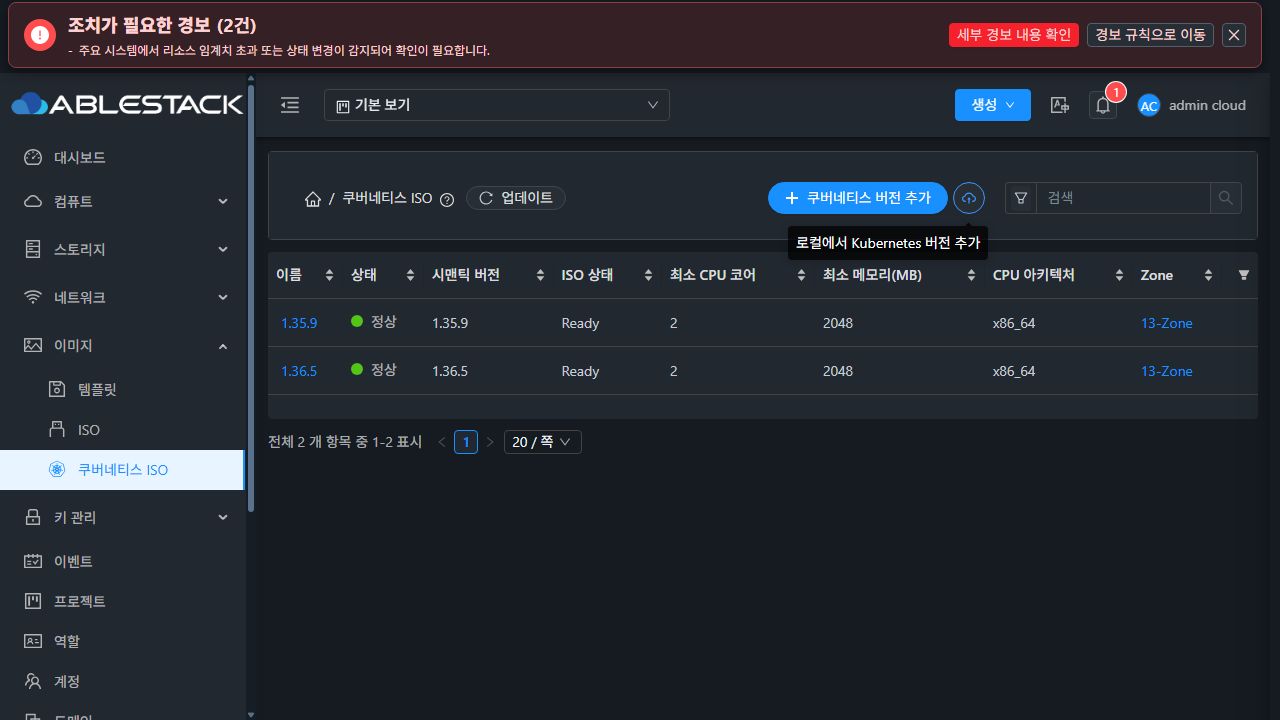 조치가 필요한 경보 (2건)
- 주요 시스템에서 리소스 임계치 초과 또는 상태 변경이 감지되어 확인이 필요합니다.
세부 경보 내용 확인
경보 규칙으로 이동
ABLESTACK
기본 보기
생성
1
AC
admin cloud
대시보드
컴퓨트
스토리지
네트워크
이미지
템플릿
ISO
쿠버네티스 ISO
키 관리
이벤트
프로젝트
역할
계정
/ 쿠버네티스 ISO
업데이트
쿠버네티스 버전 추가
검색
로컬에서 Kubernetes 버전 추가
이름 상태 시맨틱 버전 ISO 상태 최소 CPU 코어 최소 메모리(MB) CPU 아키텍처 Zone
1.35.9 정상 1.35.9 Ready 2 2048 x86_64 13-Zone
1.36.5 정상 1.36.5 Ready 2 2048 x86_64 13-Zone
전체 2 개 항목 중 1-2 표시 1 20 / 쪽